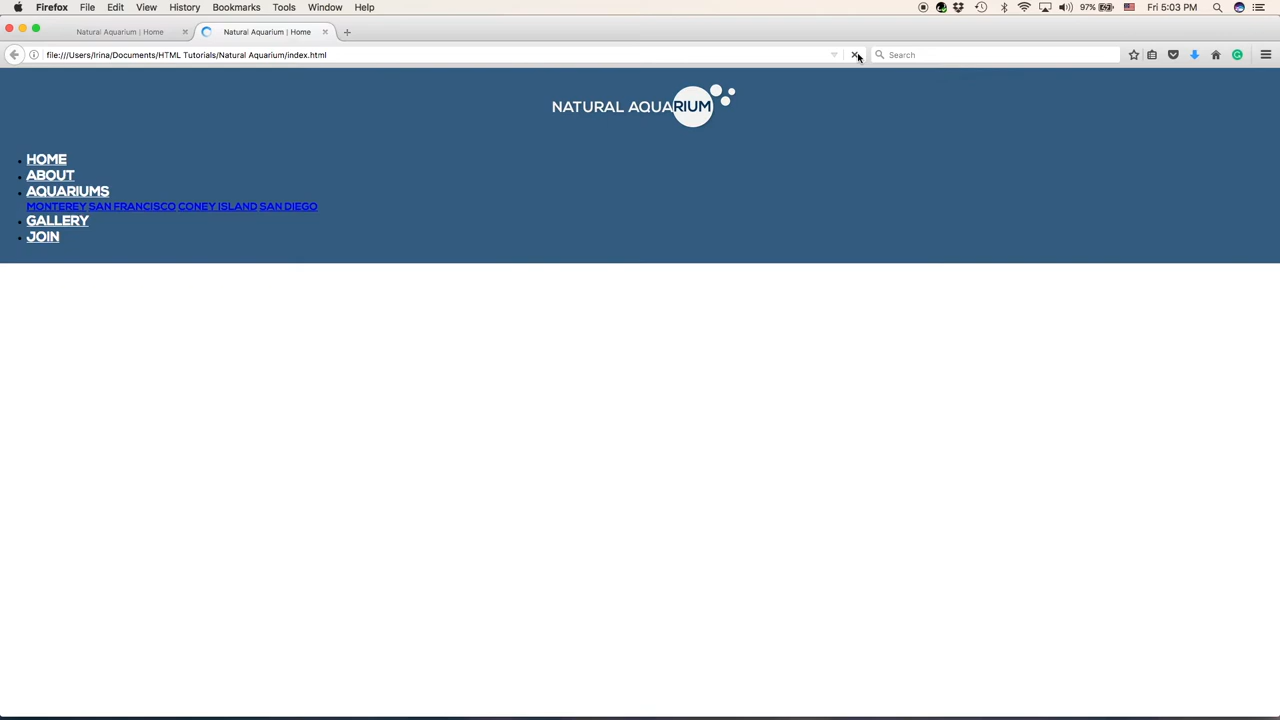 Firefox File Edit View History Bookmarks Tools Window Help 97% Fri 5:03 PM
Natural Aquarium | Home Natural Aquarium | Home
file:///Users/Irina/Documents/HTML Tutorials/Natural Aquarium/index.html Search
NATURAL AQUARIUM
HOME
ABOUT
AQUARIUMS
MONTEREY SAN FRANCISCO CONEY ISLAND SAN DIEGO
GALLERY
JOIN